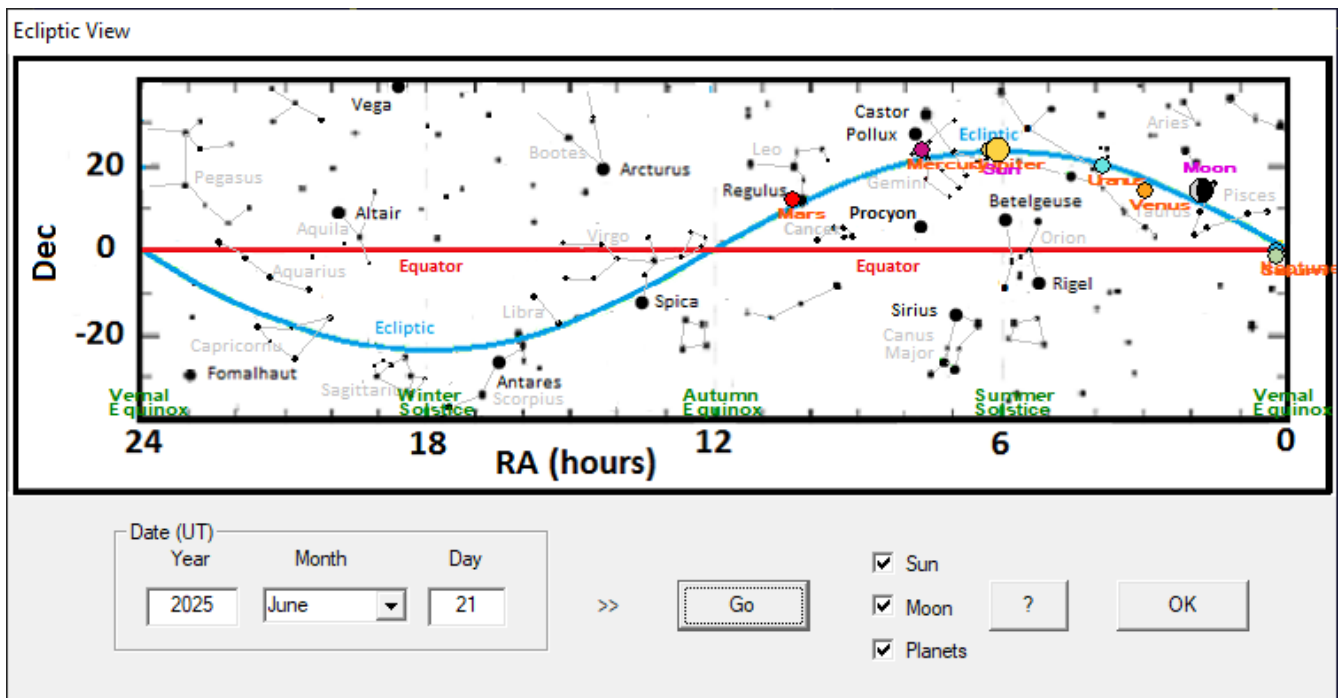 Ecliptic View
Vega
Castor
Pollux
Ecliptic
Aries
Bootes
Arcturus
Leo
Mercury
Jupiter
Sun
Moon
20
Pegasus
Regulus
Gemini
Uranus
Venus
Pisces
Altair
Mars
Procyon
Betelgeuse
Taurus
Aquila
Virgo
Cancer
Orion
Dec
0
Equator
Equator
Neptune
Saturn
Aquarius
Libra
Spica
Sirius
Rigel
-20
Ecliptic
Capricornu
Canus
Major
Fomalhaut
Sagittarius
Antares
Scorpius
Vernal
Equinox
Winter
Solstice
Autumn
Equinox
Summer
Solstice
Vernal
Equinox
24 18 12 6 0
RA (hours)
Date (UT)
Year Month Day
2025 June 21
>>
Go
Sun
Moon
Planets
?
OK